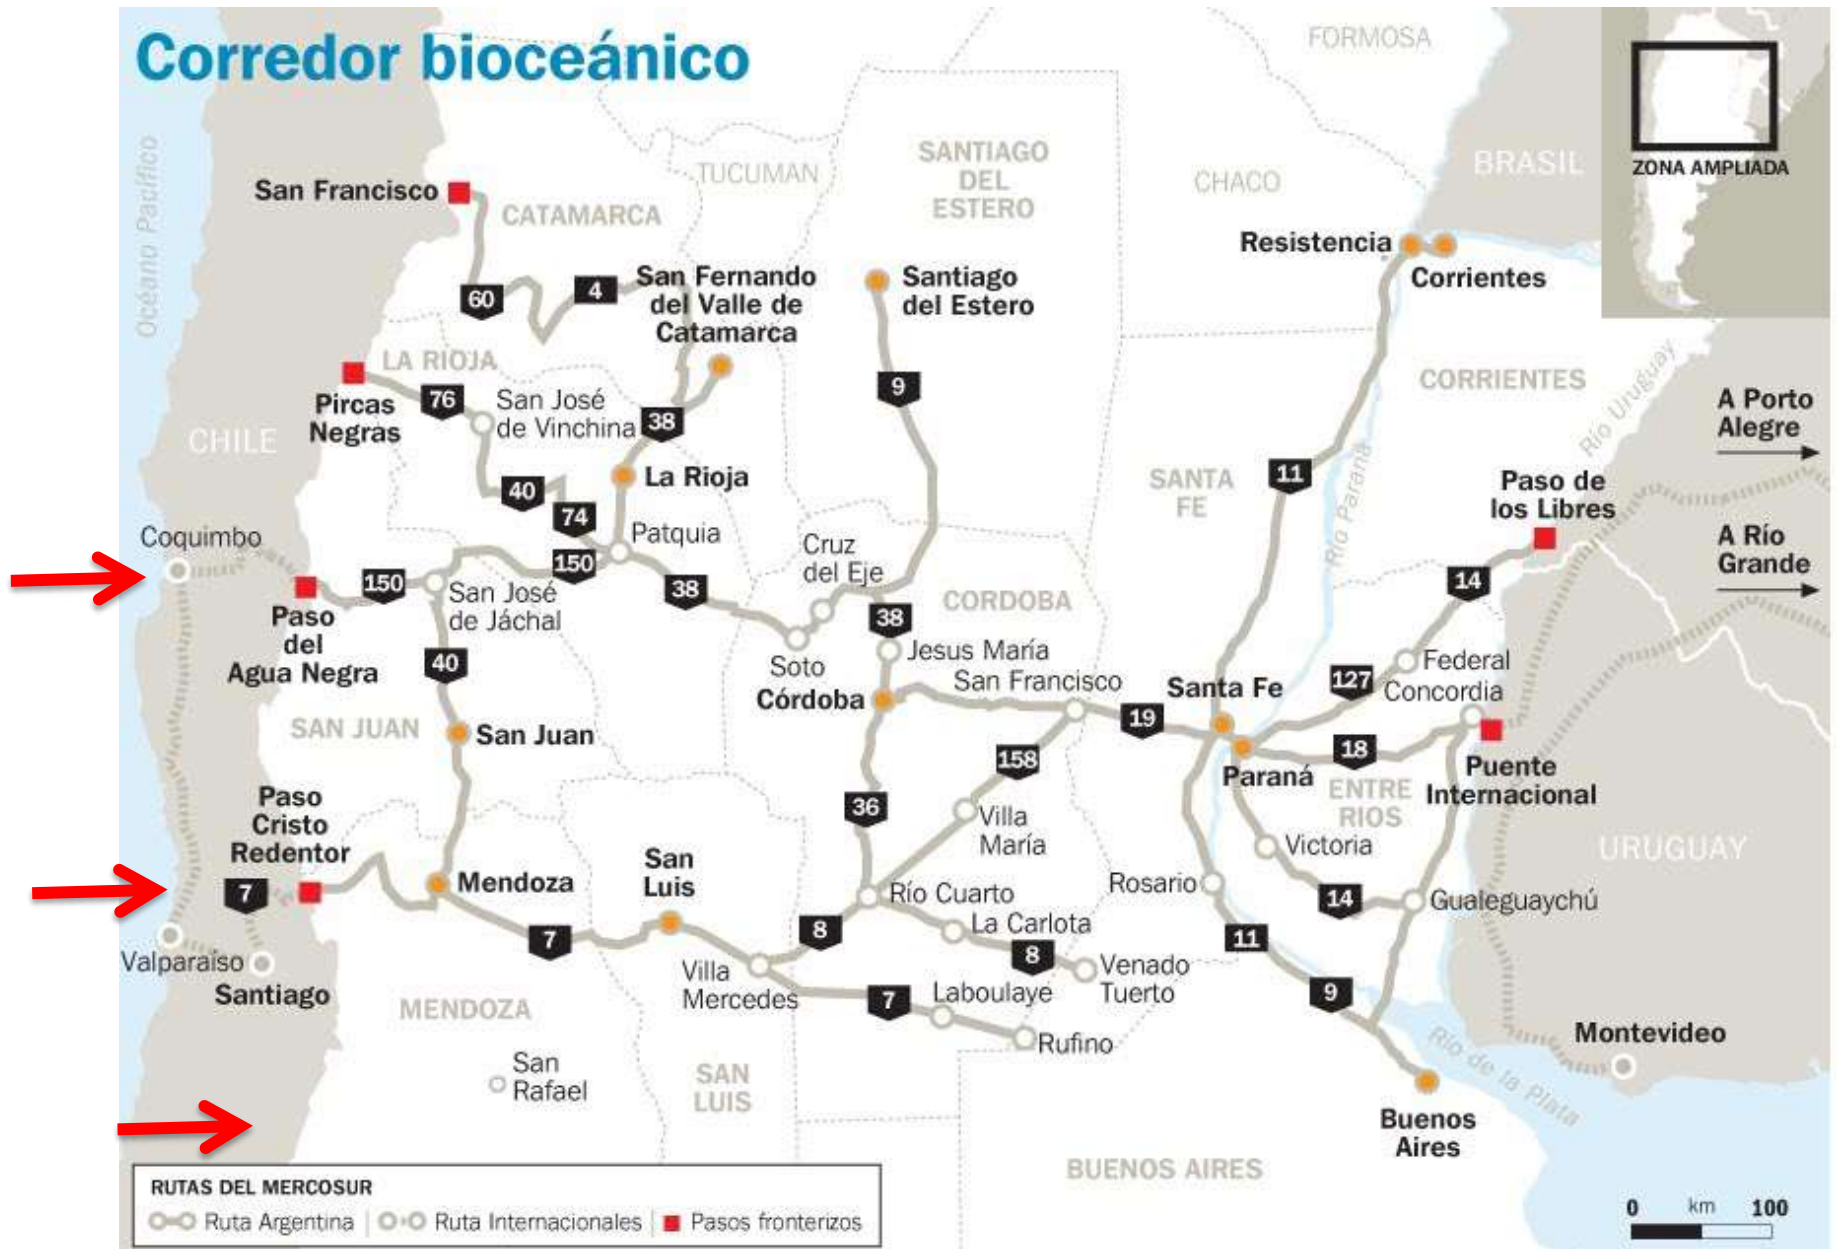 Corredor bioceánico
FORMOSA
BRASIL
ZONA AMPLIADA
Océano Pacífico
SANTIAGO
DEL
ESTERO
TUCUMAN
CHACO
San Francisco
CATAMARCA
Resistencia
Corrientes
San Fernando
del Valle de
Catamarca
Santiago
del Estero
60
4
LA RIOJA
9
CORRIENTES
Río Uruguay
A Porto
Alegre
Pircas
Negras
76
San José
de Vinchina
38
CHILE
La Rioja
SANTA
FE
11
Río Paraná
Paso de
los Libres
40
74
Patquia
Coquimbo
Cruz
del Eje
A Río
Grande
150
San José
de Jáchal
150
38
CORDOBA
14
Paso
del
Agua Negra
40
38
Jesus María
Soto
San Francisco
Córdoba
Santa Fe
127
Federal
Concordia
SAN JUAN
San Juan
19
158
Paraná
18
Puente
Internacional
ENTRE
RIOS
Paso
Cristo
Redentor
36
Villa
María
Victoria
URUGUAY
7
Mendoza
San
Luis
Río Cuarto
Rosario
14
Gualeguaychú
La Carlota
8
7
11
Valparaíso
Santiago
Villa
Mercedes
8
Venado
Tuerto
7
Laboulaye
9
MENDOZA
Rufino
Río de la Plata
Montevideo
San
Rafael
SAN
LUIS
Buenos
Aires
BUENOS AIRES
RUTAS DEL MERCOSUR
Ruta Argentina
Ruta Internacionales
Pasos fronterizos
0 km 100